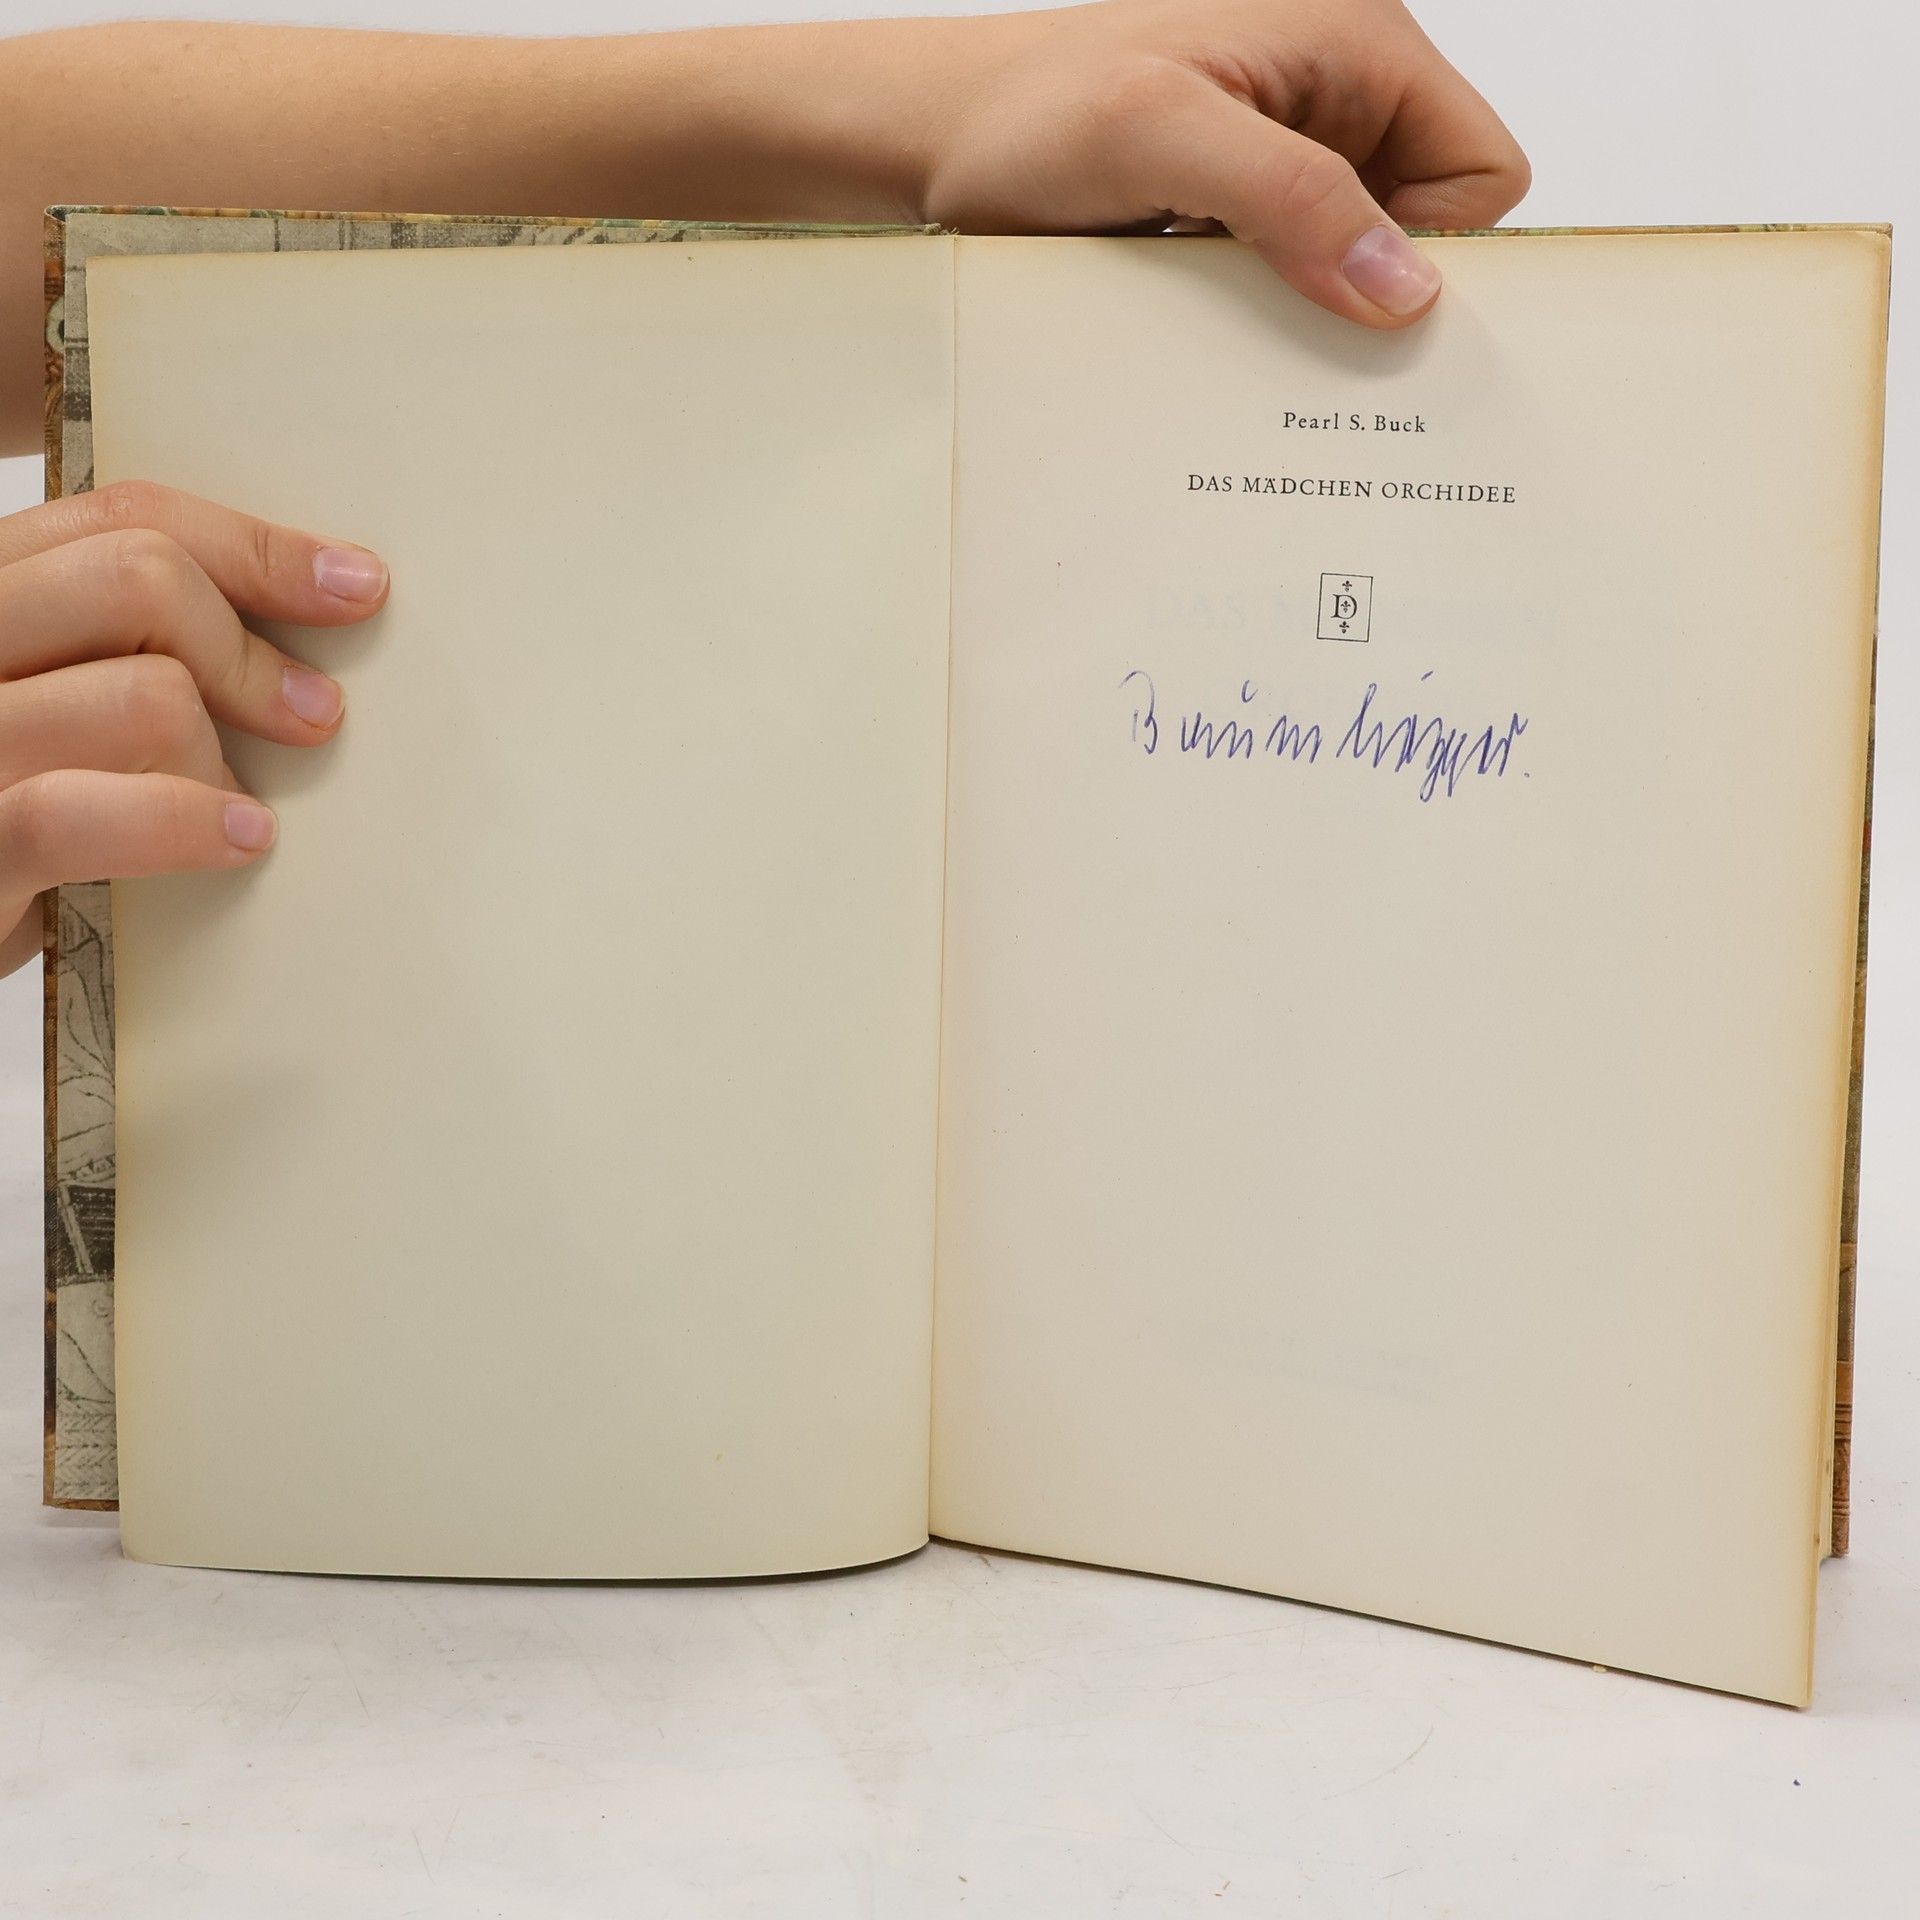 Pearl S. Buck
DAS MÄDCHEN ORCHIDEE
D